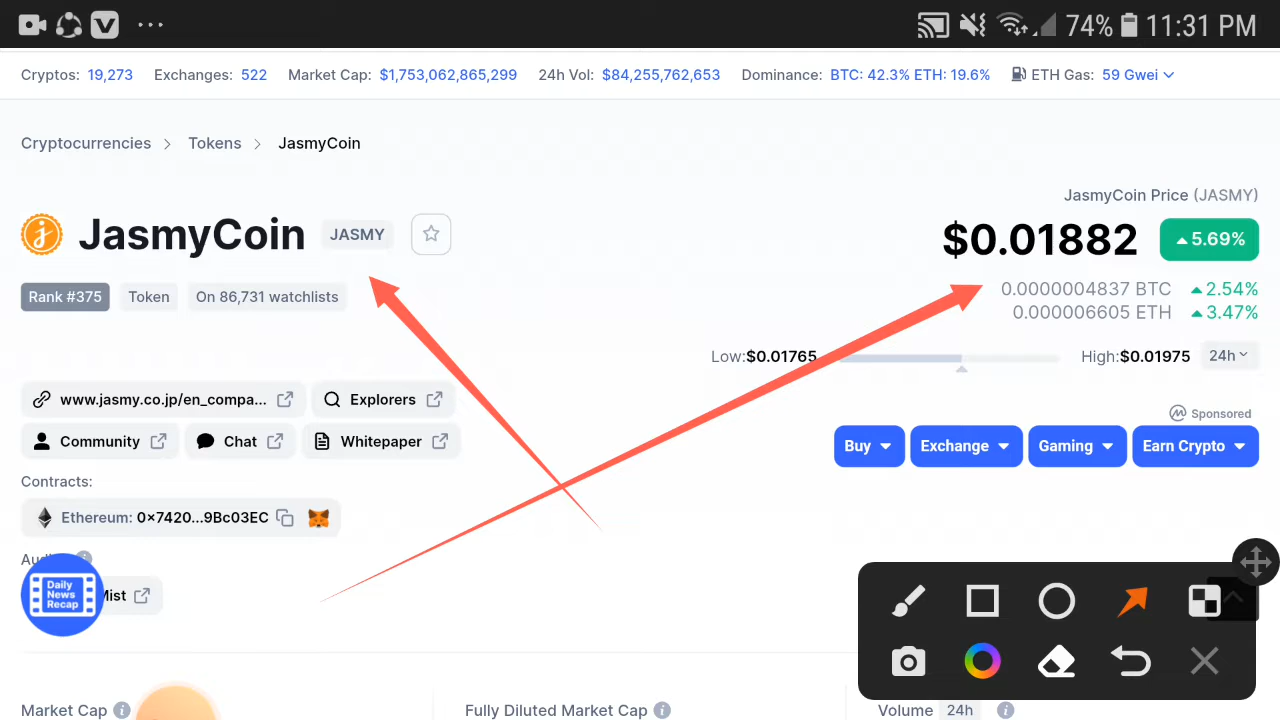 74% 11:31 PM
Cryptos: 19,273 Exchanges: 522 Market Cap: $1,753,062,865,299 24h Vol: $84,255,762,653 Dominance: BTC: 42.3% ETH: 19.6% ETH Gas: 59 Gwei
Cryptocurrencies Tokens JasmyCoin
JasmyCoin JASMY
Rank #375 Token On 86,731 watchlists
JasmyCoin Price (JASMY)
$0.01882 5.69%
0.0000004837 BTC 2.54%
0.000006605 ETH 3.47%
Low:$0.01765 High:$0.01975 24h
www.jasmy.co.jp/en_compa... Explorers
Community Chat Whitepaper
Sponsored
Buy Exchange Gaming Earn Crypto
Contracts:
Ethereum: 0x7420...9Bc03EC
Daily
News
Recap
Market Cap Fully Diluted Market Cap Volume 24h